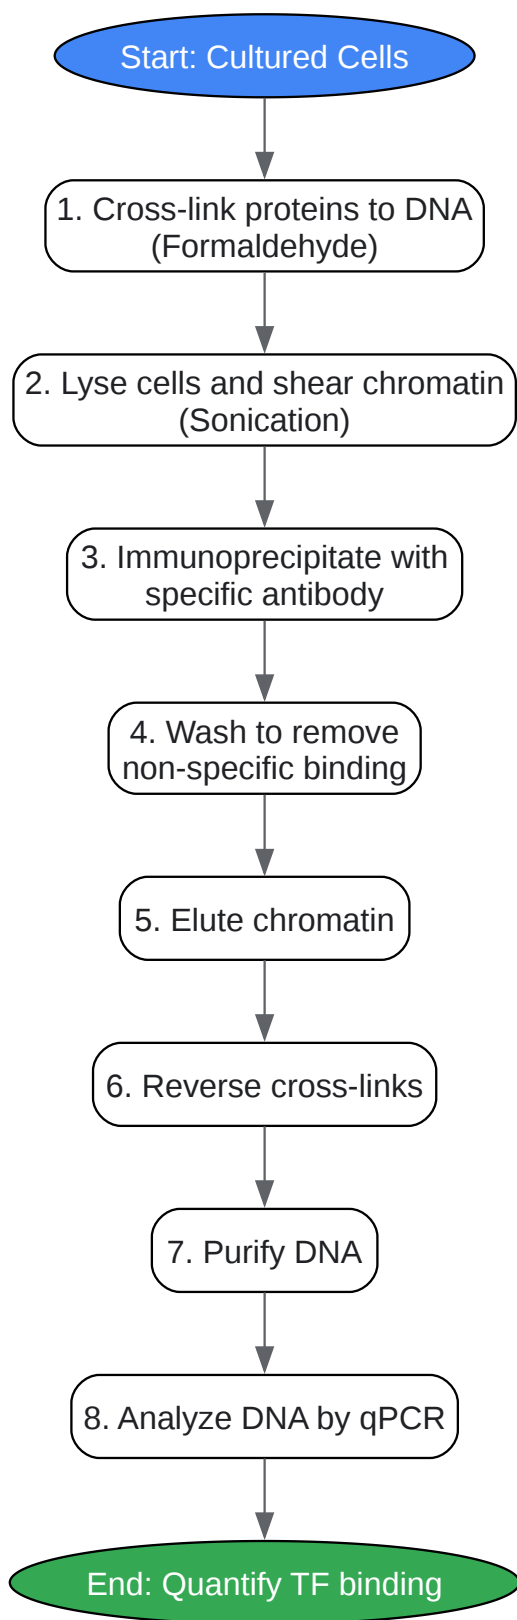 Start: Cultured Cells
1. Cross-link proteins to DNA
(Formaldehyde)
2. Lyse cells and shear chromatin
(Sonication)
3. Immunoprecipitate with
specific antibody
4. Wash to remove
non-specific binding
5. Elute chromatin
6. Reverse cross-links
7. Purify DNA
8. Analyze DNA by qPCR
End: Quantify TF binding